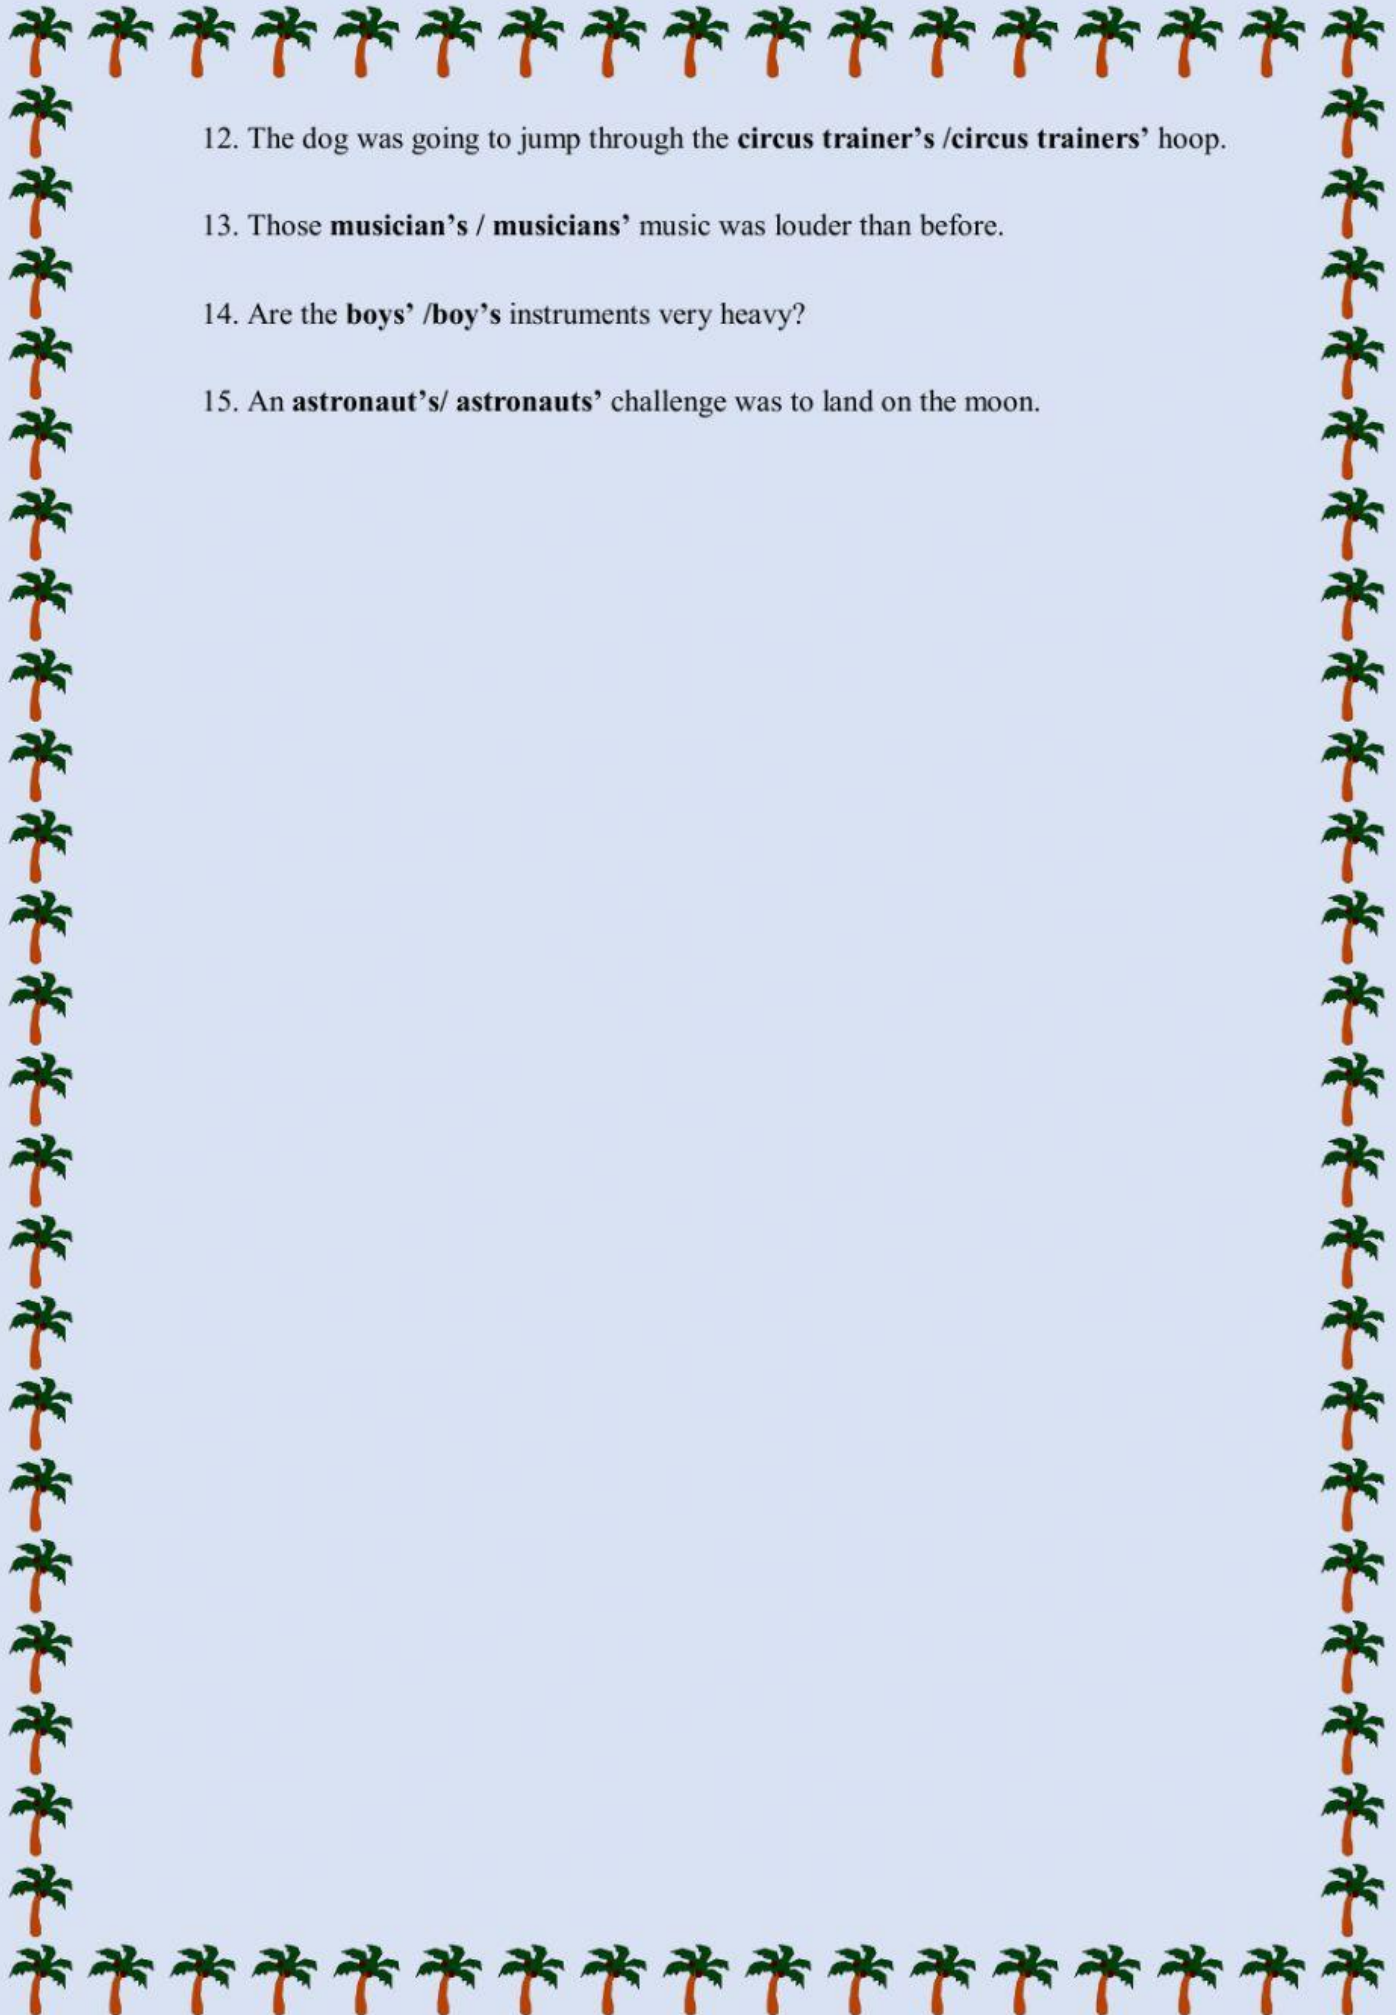 12. The dog was going to jump through the circus trainer’s /circus trainers’ hoop.
13. Those musician’s / musicians’ music was louder than before.
14. Are the boys’ /boy’s instruments very heavy?
15. An astronaut’s/ astronauts’ challenge was to land on the moon.